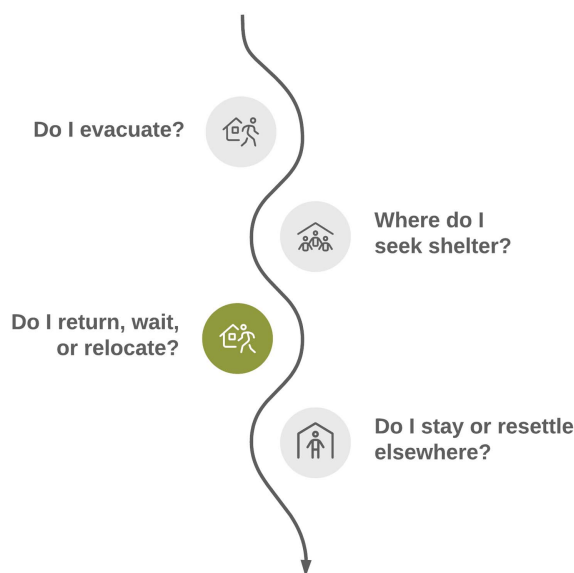 Do I evacuate?
Where do I
seek shelter?
Do I return, wait,
or relocate?
Do I stay or resettle
elsewhere?